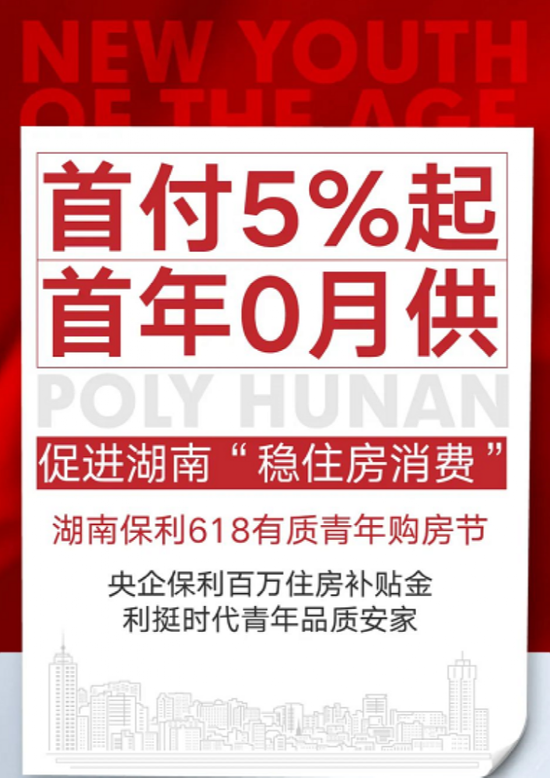 NEW YOUTH
OF THE AGE
首付5%起
首年0月供
POLY HUNAN
促进湖南“稳住房消费”
湖南保利618有质青年购房节
央企保利百万住房补贴金
利挺时代青年品质安家